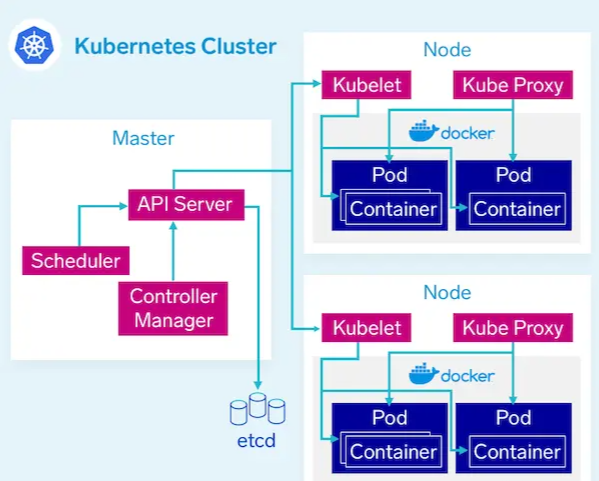 Kubernetes Cluster
Master
API Server
Scheduler
Controller
Manager
etcd
Node
Kubelet
Kube Proxy
docker
Pod
Container
Pod
Container
Node
Kubelet
Kube Proxy
docker
Pod
Container
Pod
Container